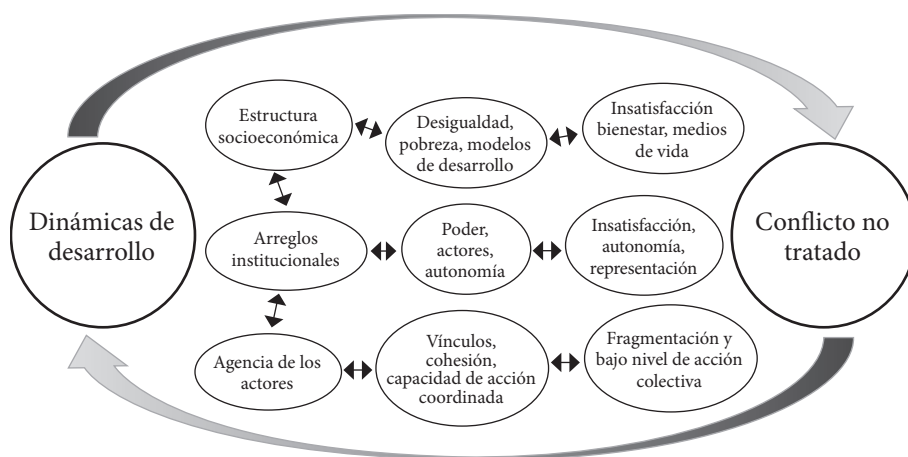 Dinámicas de
desarrollo
Estructura
socioeconómica
Desigualdad,
pobreza, modelos
de desarrollo
Insatisfacción
bienestar, medios
de vida
Arreglos
institucionales
Poder,
actores,
autonomía
Insatisfacción,
autonomía,
representación
Agencia de los
actores
Vínculos,
cohesión,
capacidad de acción
coordinada
Fragmentación y
bajo nivel de acción
colectiva
Conflicto no
tratado